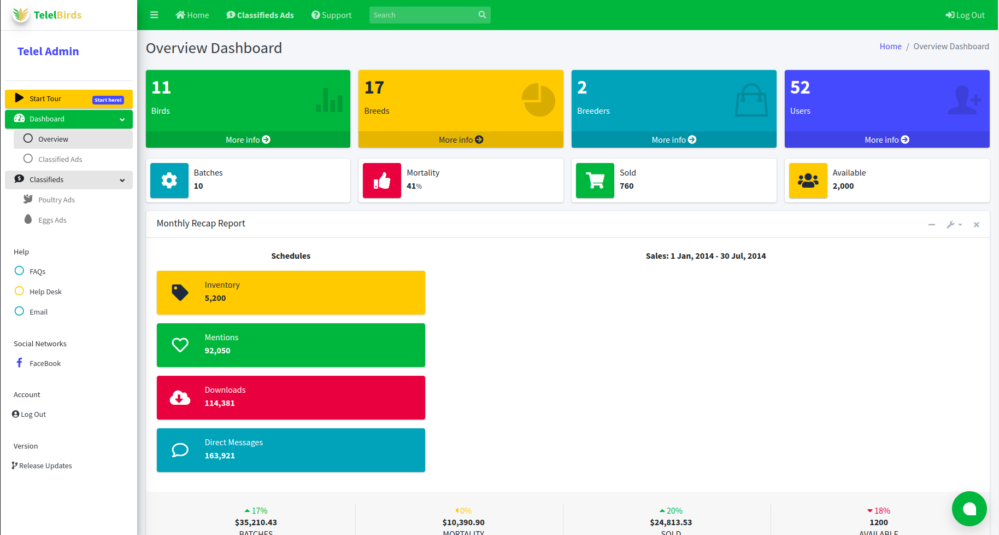 TelelBirds
Home
Classifieds Ads
Support
Search
Log Out
Telel Admin
Start Tour
Start here!
Dashboard
Overview
Classified Ads
Classifieds
Poultry Ads
Eggs Ads
Help
FAQs
Help Desk
Email
Social Networks
FaceBook
Account
Log Out
Version
Release Updates
Overview Dashboard
Home / Overview Dashboard
11
Birds
More info
17
Breeds
More info
2
Breeders
More info
52
Users
More info
Batches
10
Mortality
41%
Sold
760
Available
2,000
Monthly Recap Report
Schedules
Inventory
5,200
Mentions
92,050
Downloads
114,381
Direct Messages
163,921
Sales: 1 Jan, 2014 - 30 Jul, 2014
17%
$35,210.43
BATCHES
0%
$10,390.90
MORTALITY
20%
$24,813.53
SOLD
18%
1200
AVAILABLE